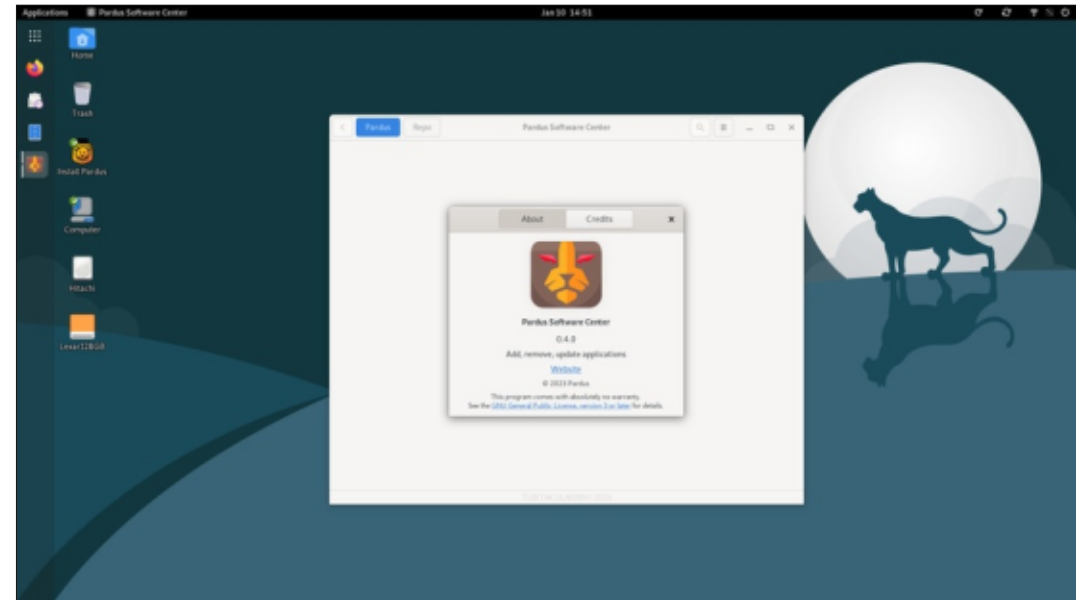 Applications Pardus Software Center Jan 10 14:51
Home
Trash
Install Pardus
Computer
Hitachi
Lexar128GB
Pardus Repo Pardus Software Center
About Credits
Pardus Software Center
0.4.0
Add, remove, update applications
Website
© 2023 Pardus
This program comes with absolutely no warranty.
See the GNU General Public License, version 3 or later for details.